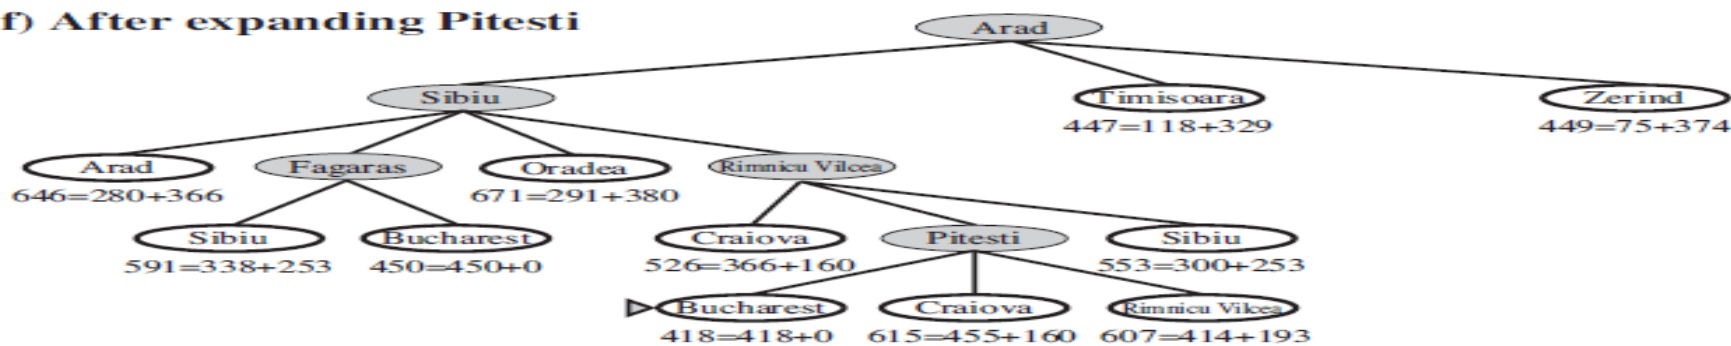 f) After expanding Pitesti
Arad
Sibiu Timisoara Zerind
447=118+329 449=75+374
Arad Fagaras Oradea Rimnicu Vilcea
646=280+366 671=291+380
Sibiu Bucharest Craiova Pitesti Sibiu
591=338+253 450=450+0 526=366+160 553=300+253
Bucharest Craiova Rimnicu Vilcea
418=418+0 615=455+160 607=414+193